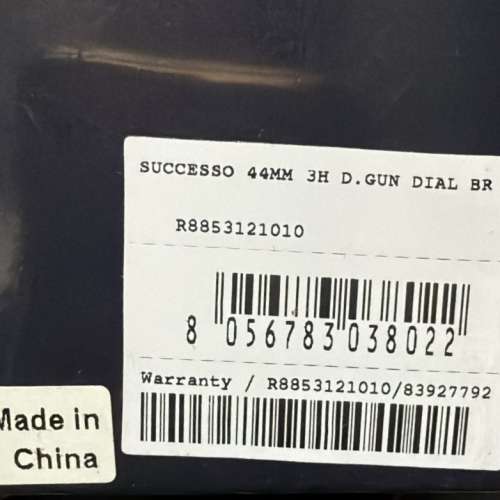 SUCCESSO 44MM 3H D.GUN DIAL BR
R8853121010
8 056783 038022
Warranty / R8853121010/83927792
Made in
China